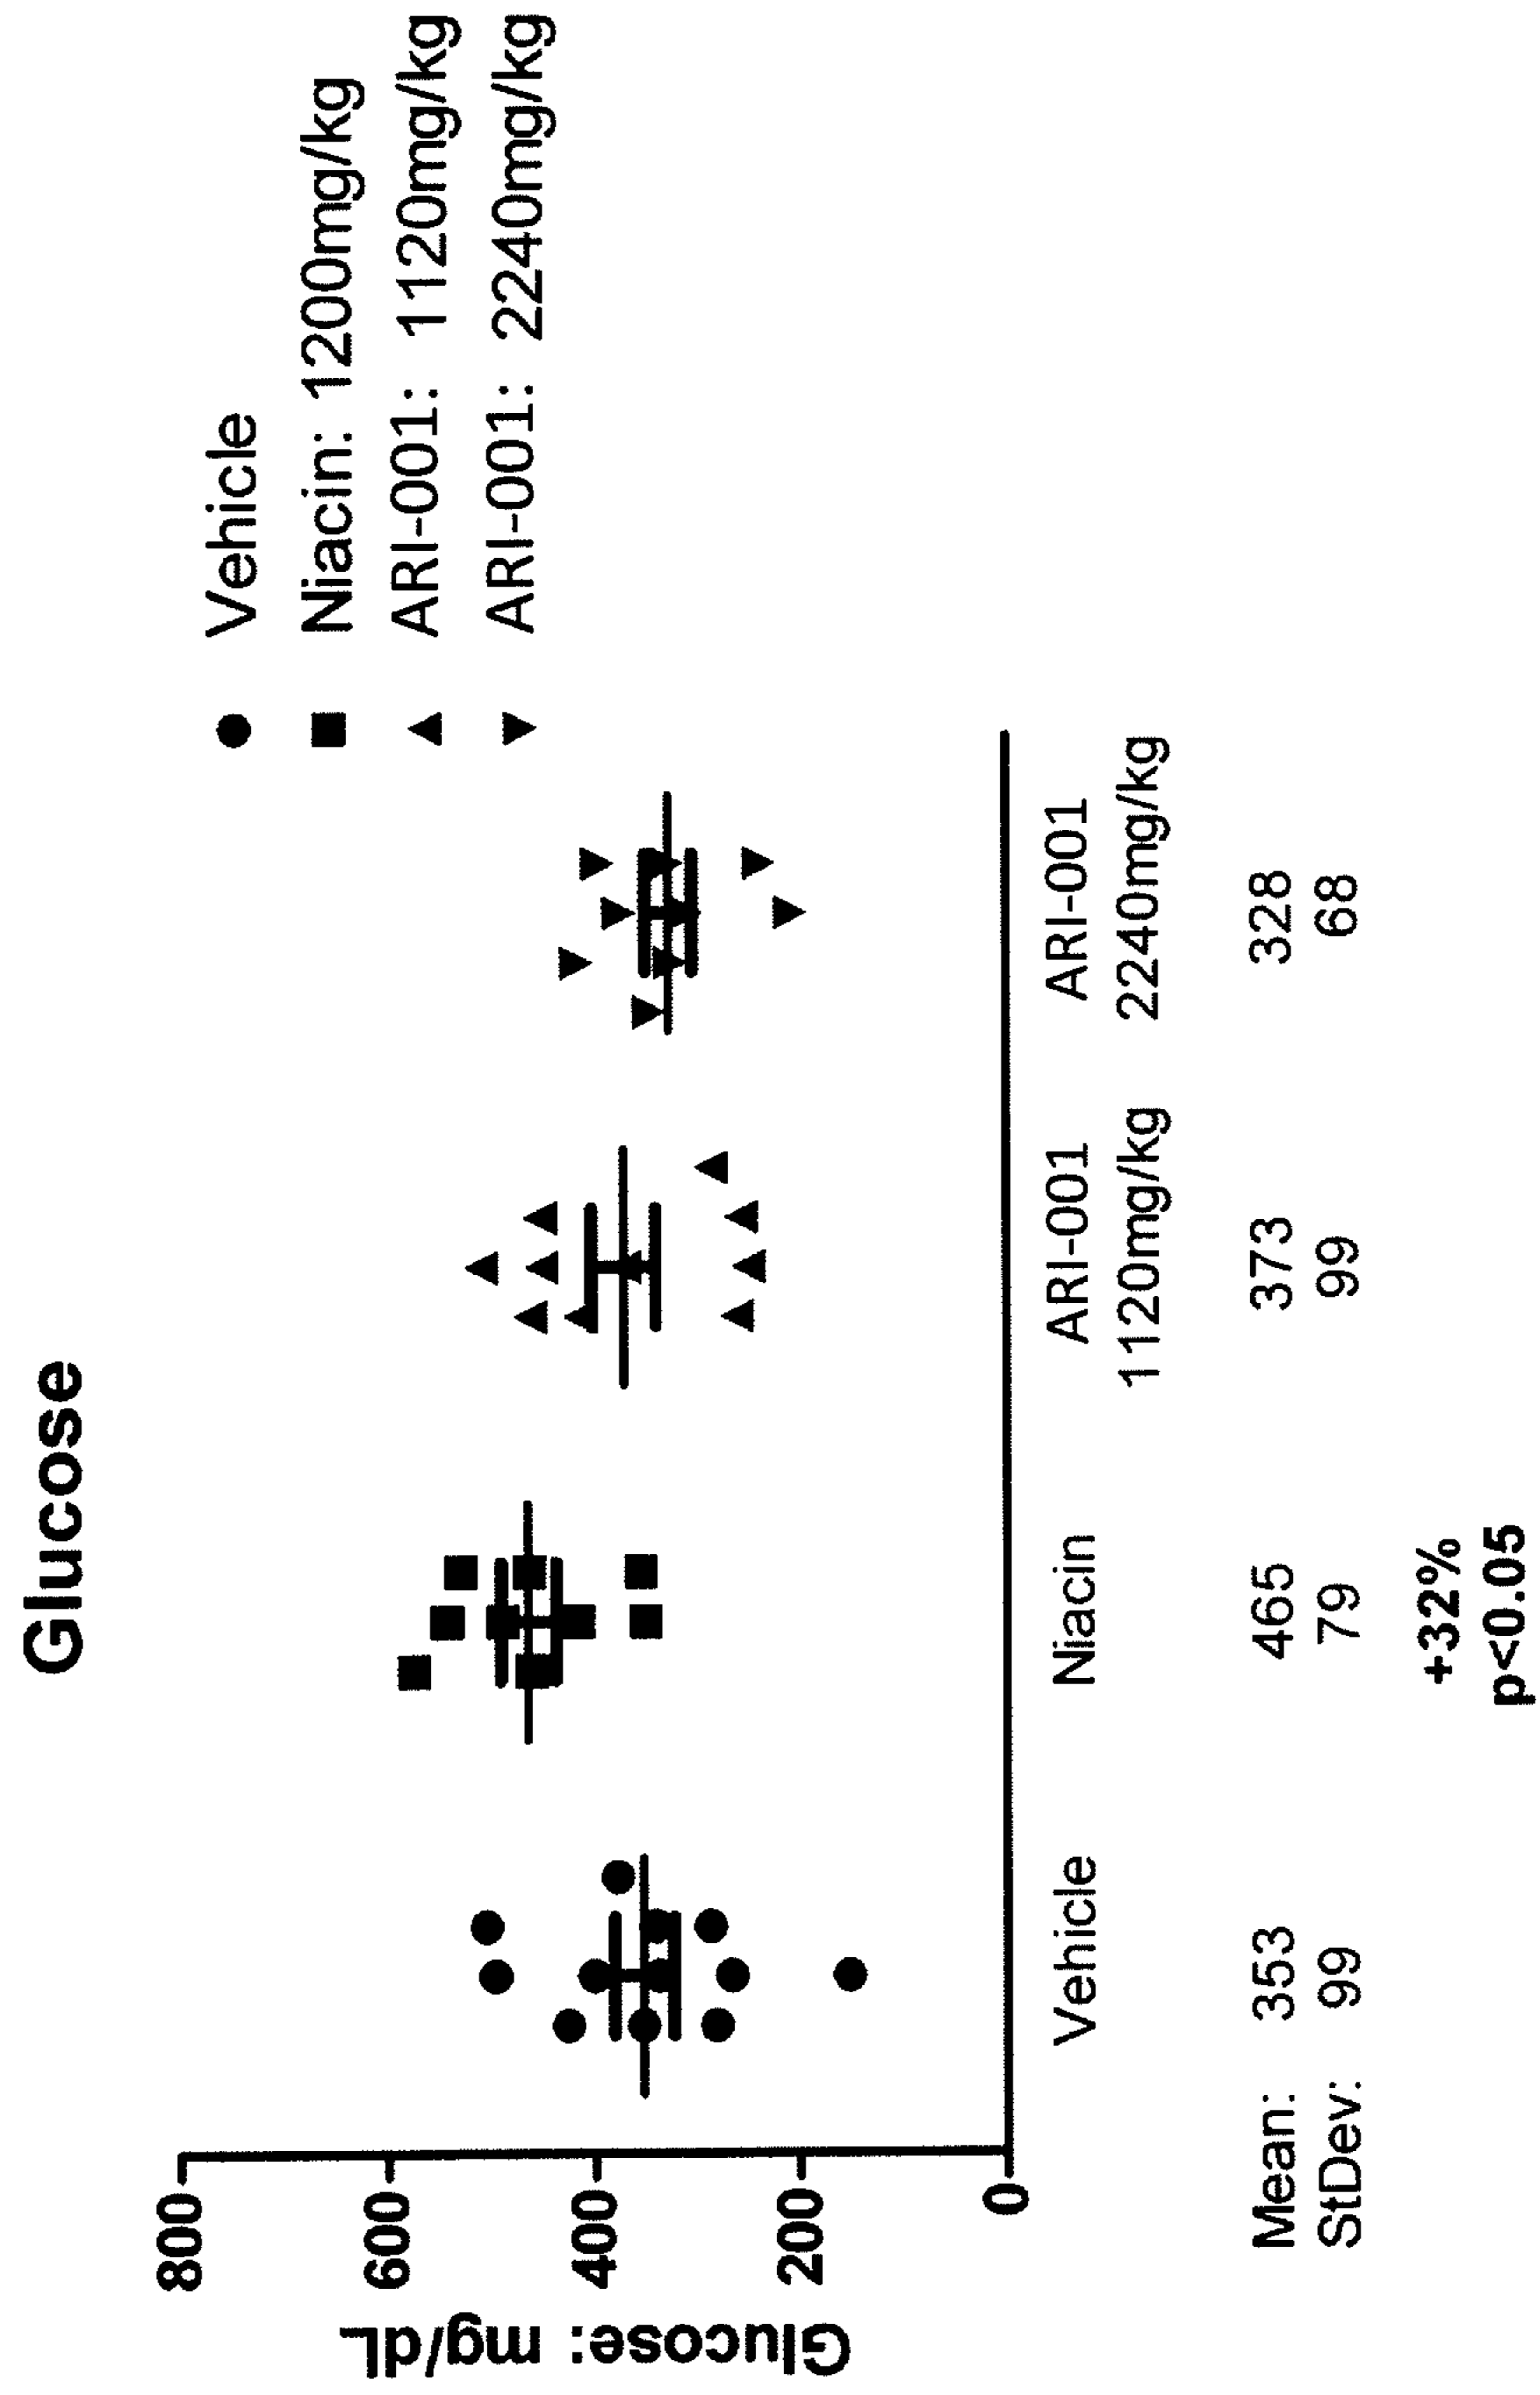 Glucose
Vehicle
Niacin: 1200mg/kg
ARI-001: 1120mg/kg
ARI-001: 2240mg/kg
Glucose: mg/dL
800
600
400
200
0
Vehicle Niacin ARI-001 ARI-001
1120mg/kg 2240mg/kg
Mean: 353 465 373 328
StDev: 99 79 99 68
+32%
p<0.05